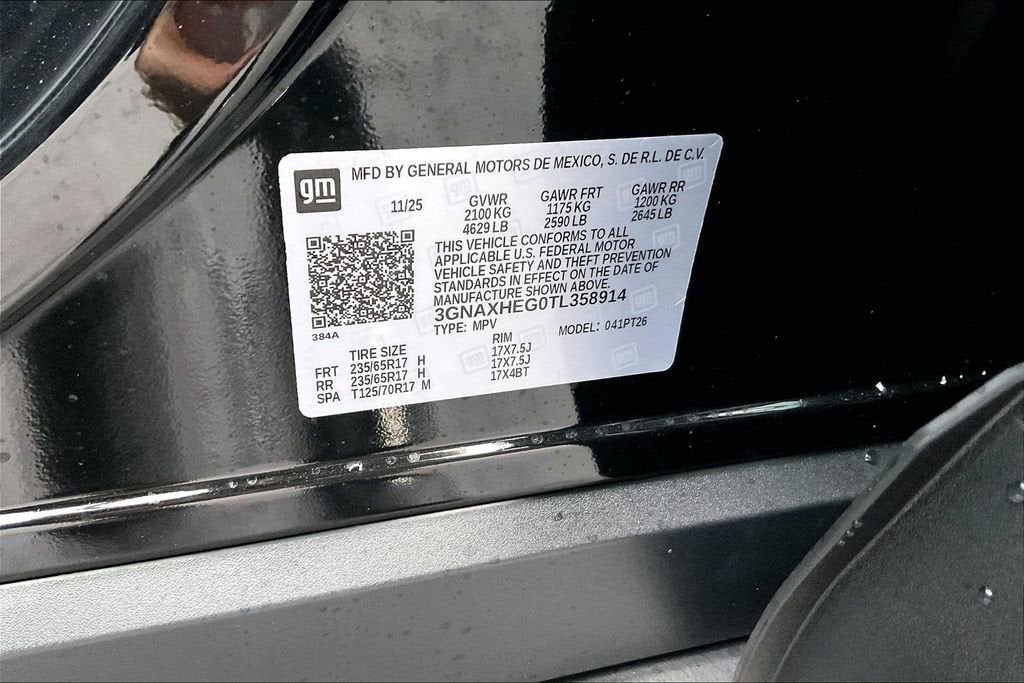 gm
MFD BY GENERAL MOTORS DE MEXICO, S. DE R.L. DE C.V.
11/25
GVWR GAWR FRT GAWR RR
2100 KG 1175 KG 1200 KG
4629 LB 2590 LB 2645 LB
THIS VEHICLE CONFORMS TO ALL
APPLICABLE U.S. FEDERAL MOTOR
VEHICLE SAFETY AND THEFT PREVENTION
STANDARDS IN EFFECT ON THE DATE OF
MANUFACTURE SHOWN ABOVE.
3GNAXHEG0TL358914
384A
TYPE: MPV MODEL: 041PT26
TIRE SIZE RIM
FRT 235/65R17 H 17X7.5J
RR 235/65R17 H 17X7.5J
SPA T125/70R17 M 17X4BT